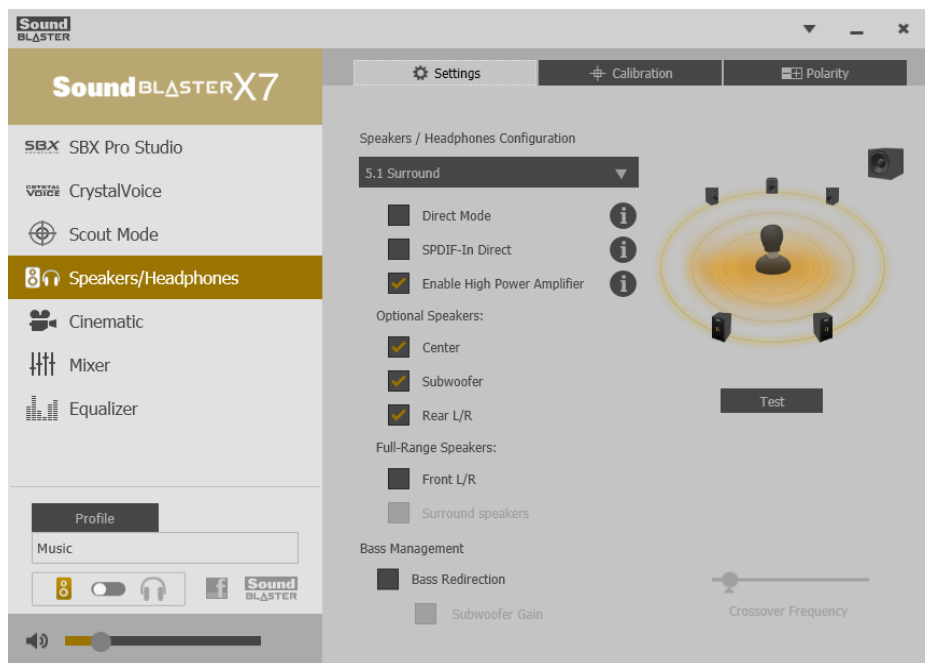 Sound
BLASTER
Sound BLASTER X7
Settings
Calibration
Polarity
SBX SBX Pro Studio
CRYSTAL VOICE CrystalVoice
Scout Mode
Speakers/Headphones
Cinematic
Mixer
Equalizer
Speakers / Headphones Configuration
5.1 Surround
Direct Mode
SPDIF-In Direct
Enable High Power Amplifier
Optional Speakers:
Center
Subwoofer
Rear L/R
Test
Full-Range Speakers:
Front L/R
Surround speakers
Bass Management
Bass Redirection
Subwoofer Gain
Crossover Frequency
Profile
Music
f
Sound
BLASTER